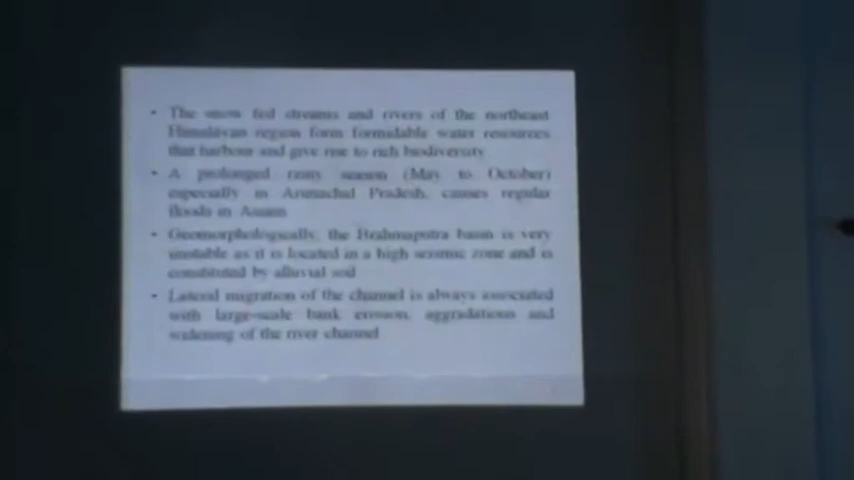 • The snow fed streams and rivers of the northeast
Himalayan region form formidable water resources
that harbour and give rise to rich biodiversity
• A prolonged rainy season (May to October)
especially in Arunachal Pradesh, causes regular
floods in Assam
• Geomorphologically, the Brahmaputra basin is very
unstable as it is located in a high seismic zone and is
constituted by alluvial soil
• Lateral migration of the channel is always associated
with large-scale bank erosion, aggradations and
widening of the river channel